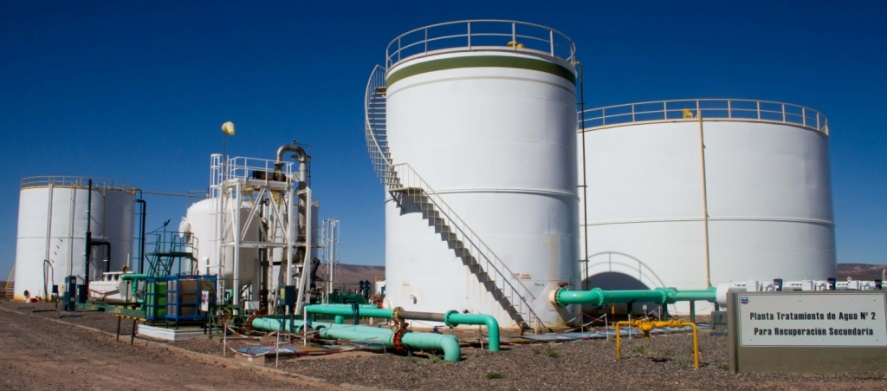 Planta Tratamiento de Agua N° 2
Para Recuperación Secundaria